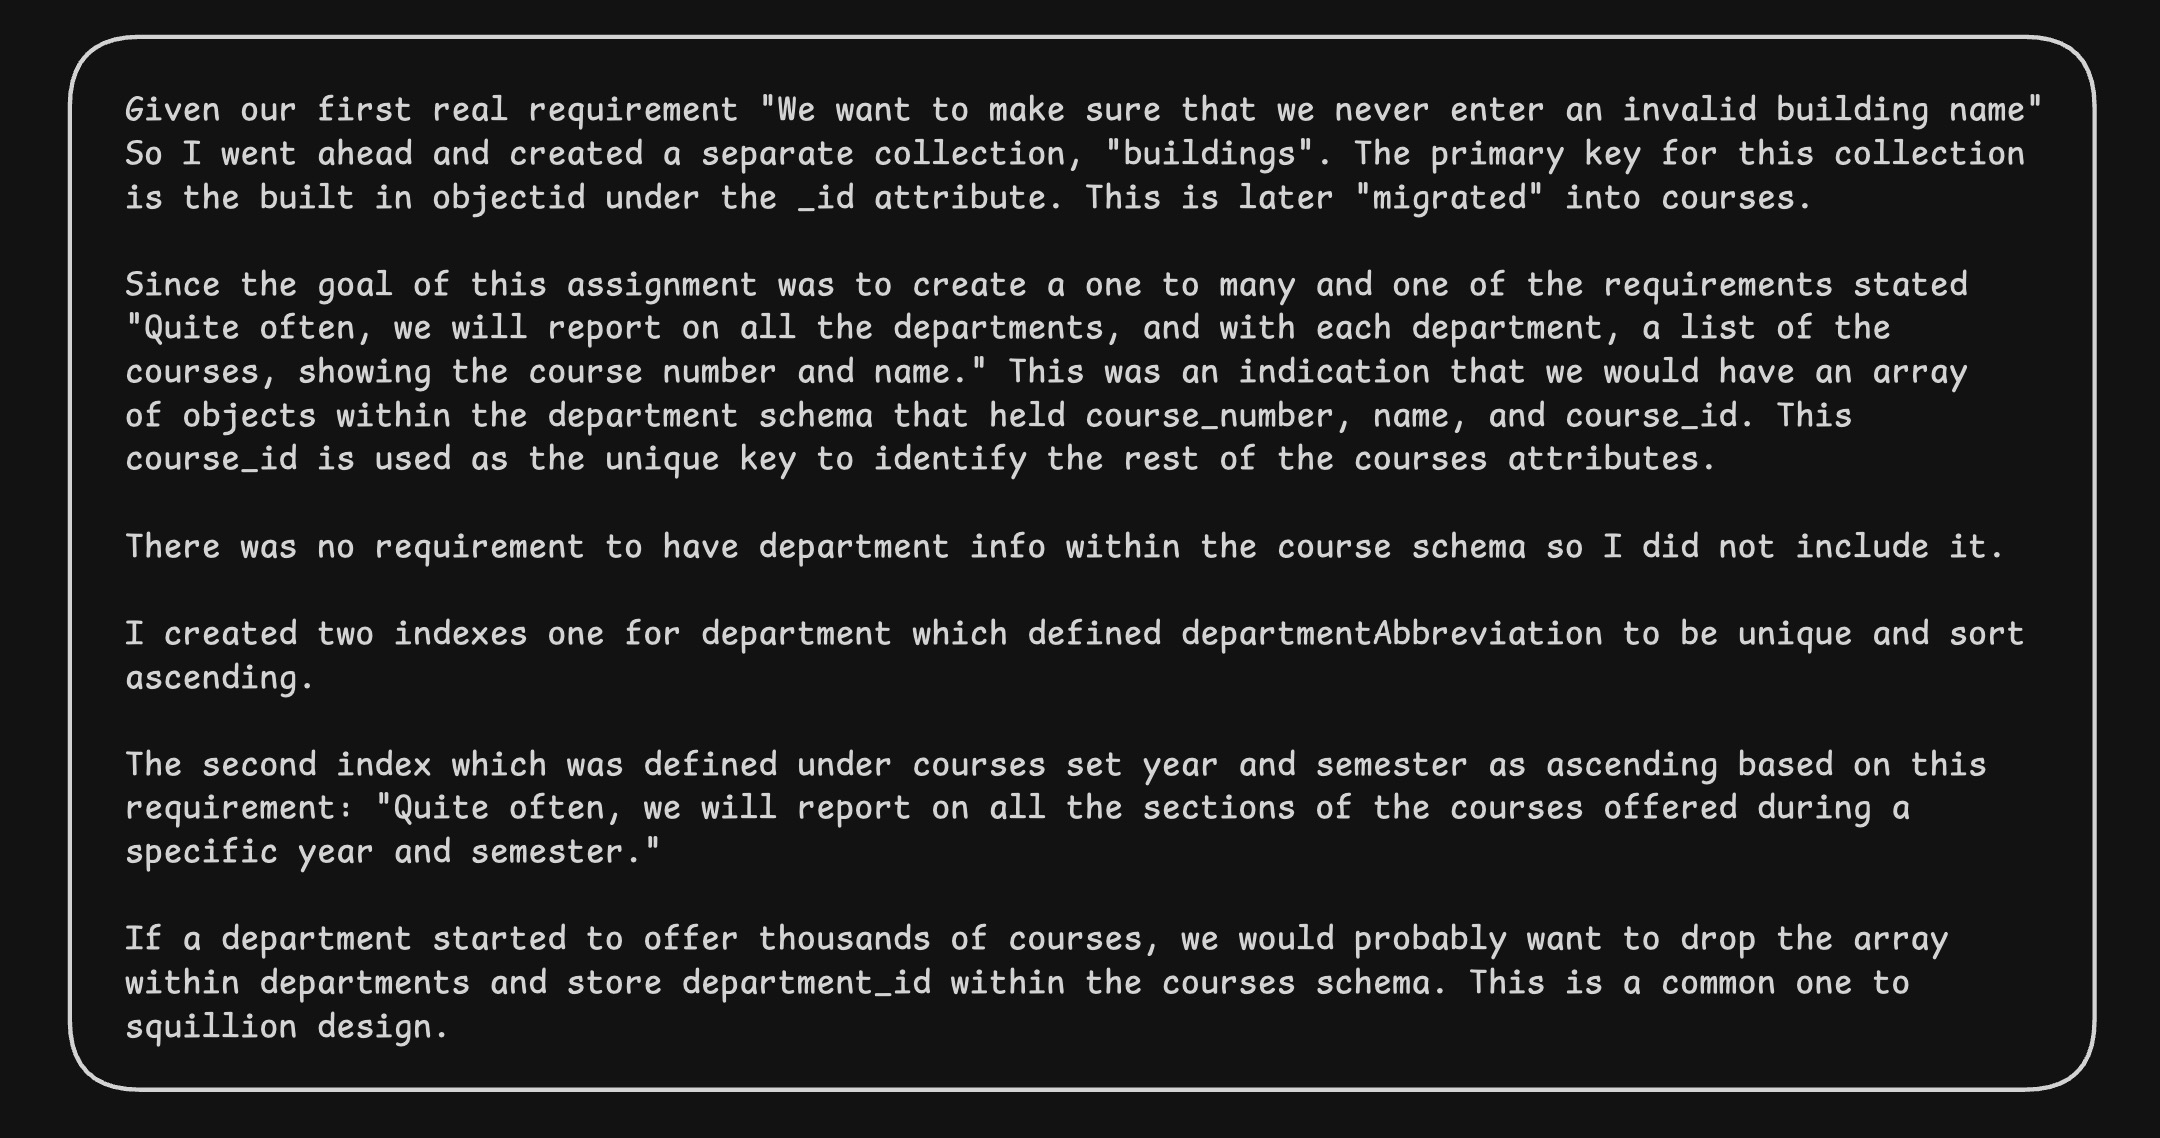 Given our first real requirement "We want to make sure that we never enter an invalid building name"
So I went ahead and created a separate collection, "buildings". The primary key for this collection
is the built in objectid under the _id attribute. This is later "migrated" into courses.
Since the goal of this assignment was to create a one to many and one of the requirements stated
"Quite often, we will report on all the departments, and with each department, a list of the
courses, showing the course number and name." This was an indication that we would have an array
of objects within the department schema that held course_number, name, and course_id. This
course_id is used as the unique key to identify the rest of the courses attributes.
There was no requirement to have department info within the course schema so I did not include it.
I created two indexes one for department which defined departmentAbbreviation to be unique and sort
ascending.
The second index which was defined under courses set year and semester as ascending based on this
requirement: "Quite often, we will report on all the sections of the courses offered during a
specific year and semester."
If a department started to offer thousands of courses, we would probably want to drop the array
within departments and store department_id within the courses schema. This is a common one to
squillion design.